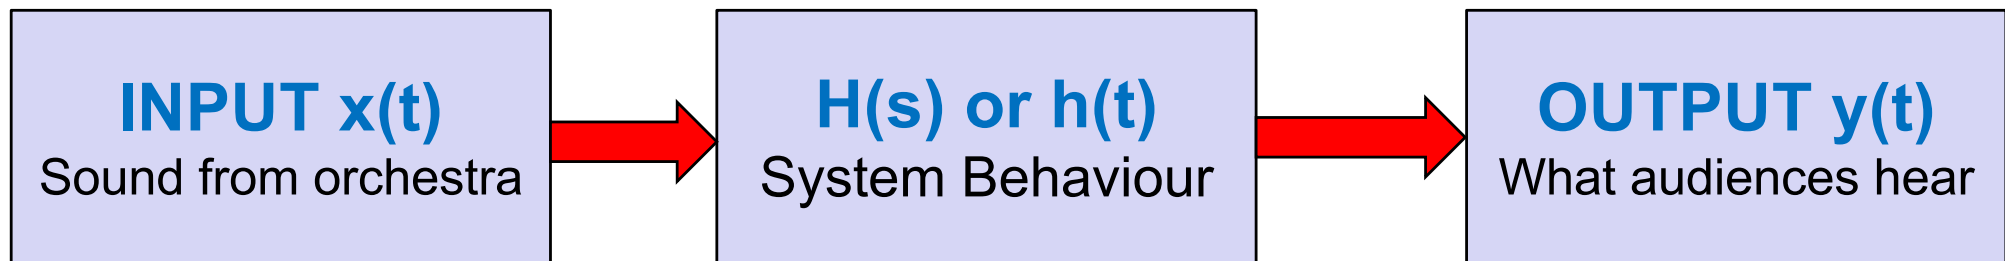 INPUT x(t)
Sound from orchestra
H(s) or h(t)
System Behaviour
OUTPUT y(t)
What audiences hear